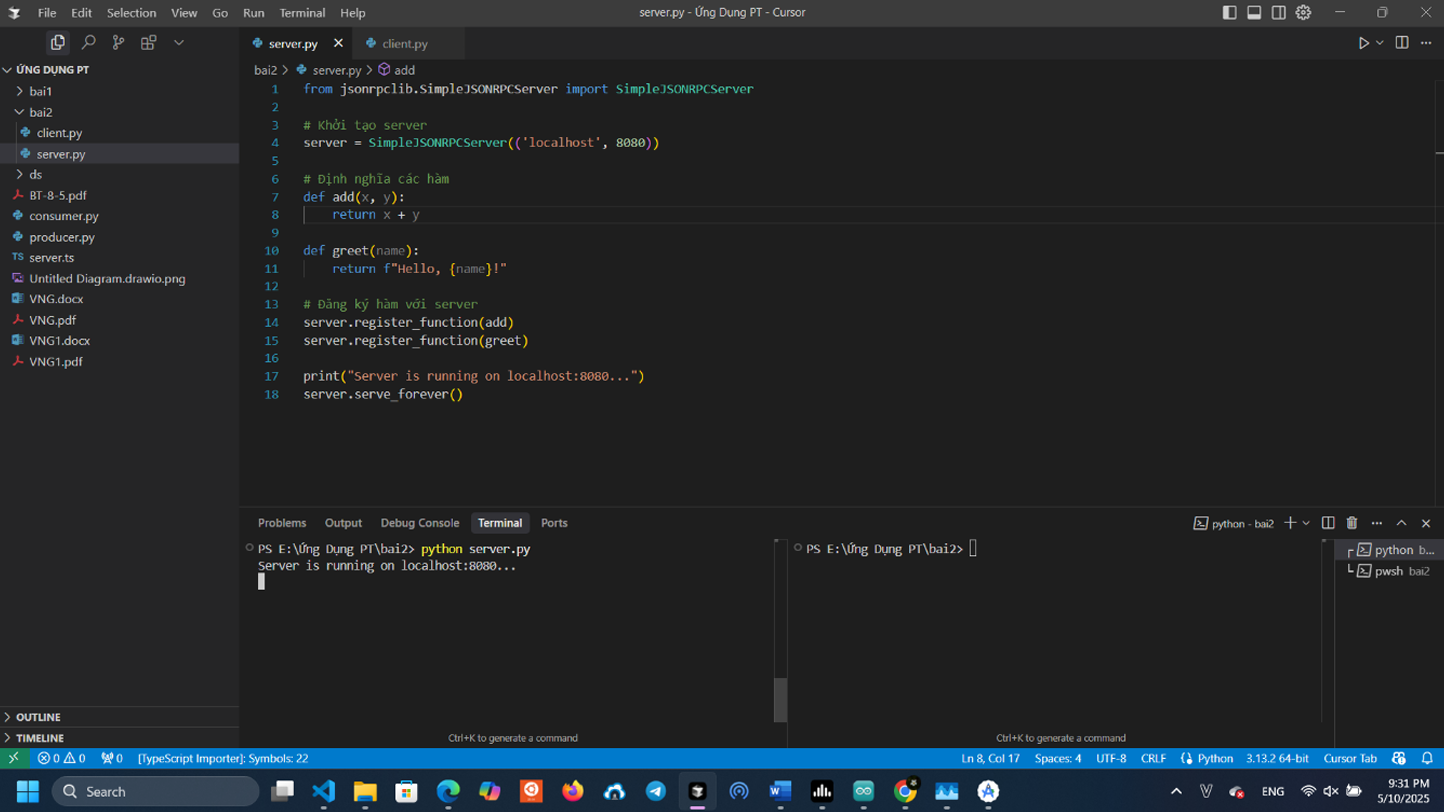 File Edit Selection View Go Run Terminal Help
server.py - Ứng Dụng PT - Cursor
server.py
client.py
ỨNG DỤNG PT
bai1
bai2
client.py
server.py
ds
BT-8-5.pdf
consumer.py
producer.py
TS server.ts
Untitled Diagram.drawio.png
VNG.docx
VNG.pdf
VNG1.docx
VNG1.pdf
OUTLINE
TIMELINE
bai2 > server.py > add
1 from jsonrpclib.SimpleJSONRPCServer import SimpleJSONRPCServer
2
3 # Khởi tạo server
4 server = SimpleJSONRPCServer(('localhost', 8080))
5
6 # Định nghĩa các hàm
7 def add(x, y):
8     return x + y
9
10 def greet(name):
11     return f"Hello, {name}!"
12
13 # Đăng ký hàm với server
14 server.register_function(add)
15 server.register_function(greet)
16
17 print("Server is running on localhost:8080...")
18 server.serve_forever()
Problems Output Debug Console Terminal Ports
python - bai2
PS E:\Ứng Dụng PT\bai2> python server.py
Server is running on localhost:8080...
Ctrl+K to generate a command
PS E:\Ứng Dụng PT\bai2>
Ctrl+K to generate a command
python b...
pwsh bai2
0 0 0 [TypeScript Importer]: Symbols: 22
Ln 8, Col 17 Spaces: 4 UTF-8 CRLF Python 3.13.2 64-bit Cursor Tab
Search
ENG
9:31 PM
5/10/2025